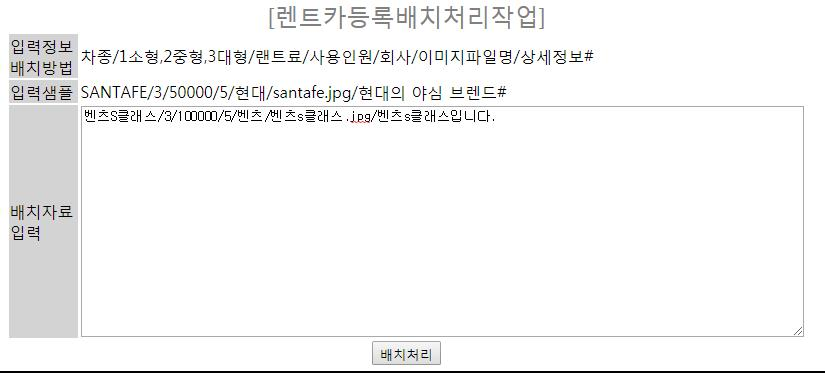 [렌트카등록배치처리작업]
입력정보
배치방법
차종/1소형,2중형,3대형/랜트료/사용인원/회사/이미지파일명/상세정보#
입력샘플
SANTAFE/3/50000/5/현대/santafe.jpg/현대의 야심 브렌드#
배치자료
입력
벤츠S클래스/3/100000/5/벤츠/벤츠s클래스.jpg/벤츠s클래스입니다.
배치처리